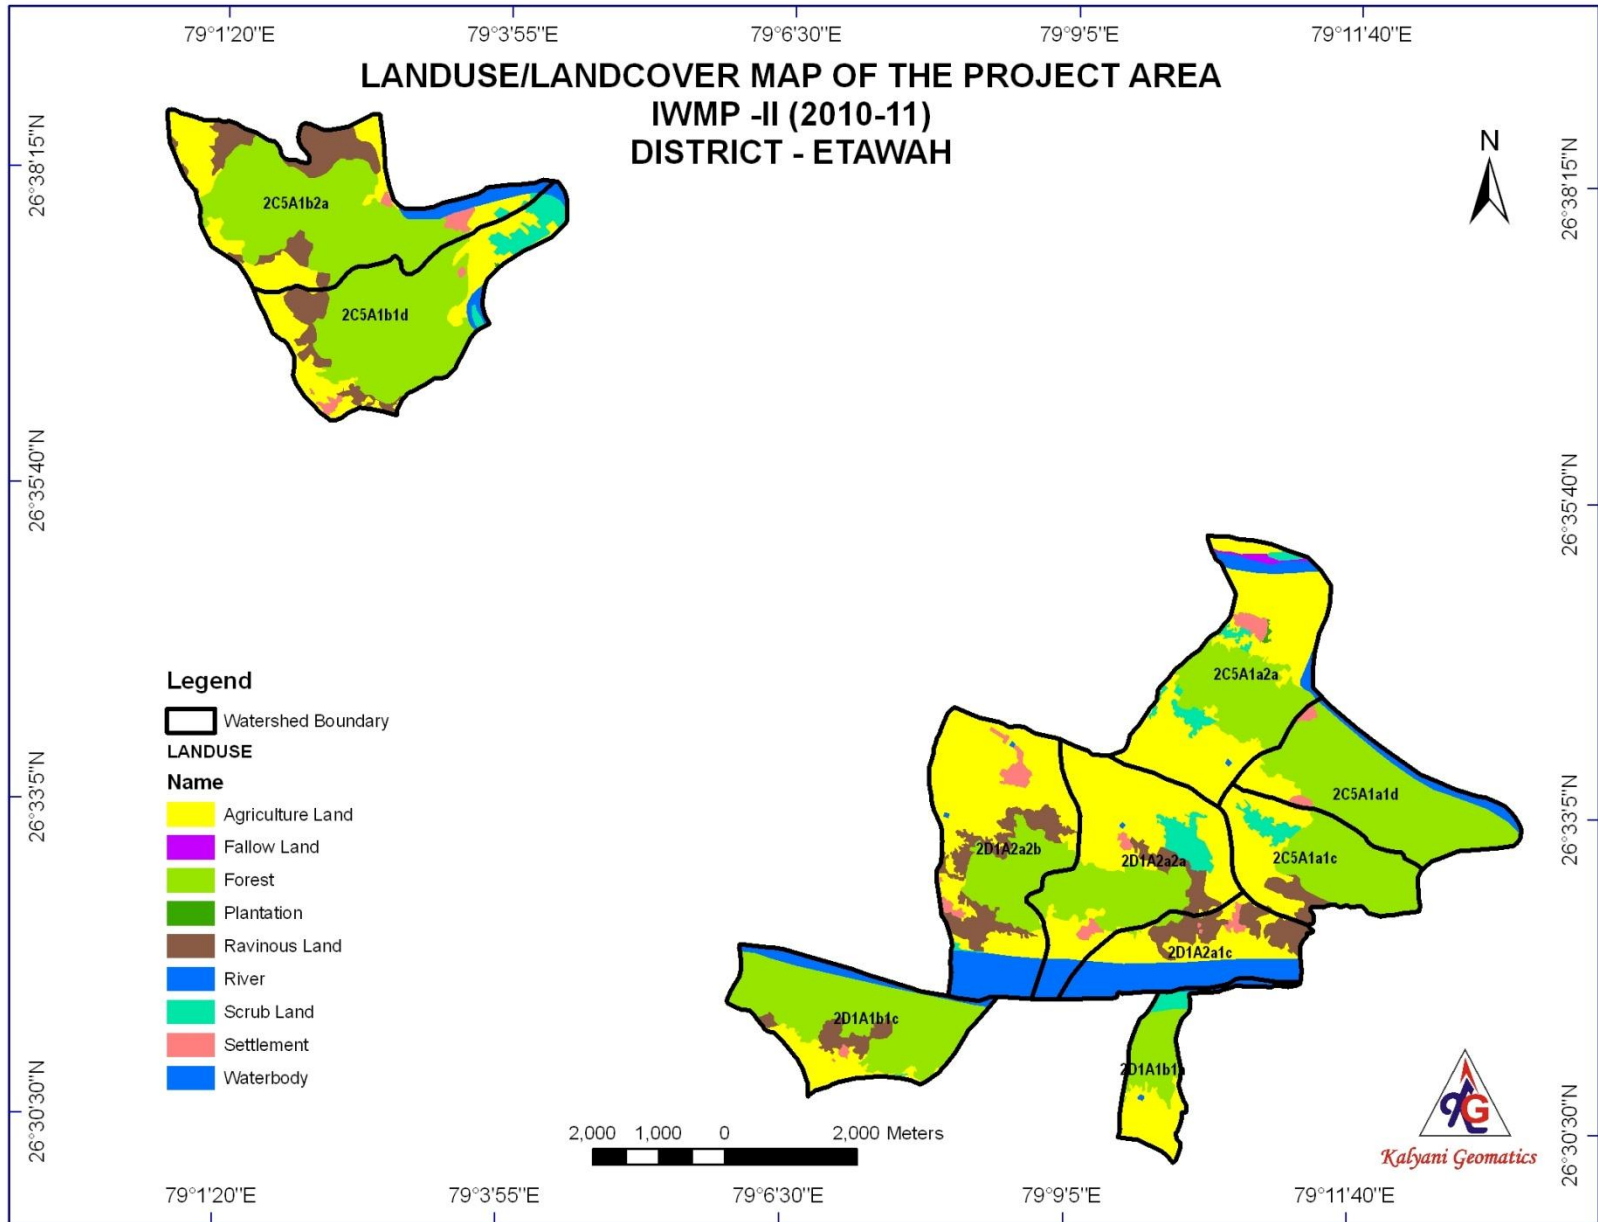 79°1'20"E 79°3'55"E 79°6'30"E 79°9'5"E 79°11'40"E
LANDUSE/LANDCOVER MAP OF THE PROJECT AREA
IWMP -II (2010-11)
DISTRICT - ETAWAH
N
26°38'15"N
26°38'15"N
2C5A1b2a
2C5A1b1d
26°35'40"N
26°35'40"N
2C5A1a2a
Legend
Watershed Boundary
LANDUSE
Name
Agriculture Land
Fallow Land
Forest
Plantation
Ravinous Land
River
Scrub Land
Settlement
Waterbody
26°33'5"N
26°33'5"N
2C5A1a1d
2D1A2a2b
2D1A2a2a
2C5A1a1c
2D1A2a1c
2D1A1b1c
26°30'30"N
26°30'30"N
2,000 1,000 0 2,000 Meters
G
Kalyani Geomatics
79°1'20"E 79°3'55"E 79°6'30"E 79°9'5"E 79°11'40"E